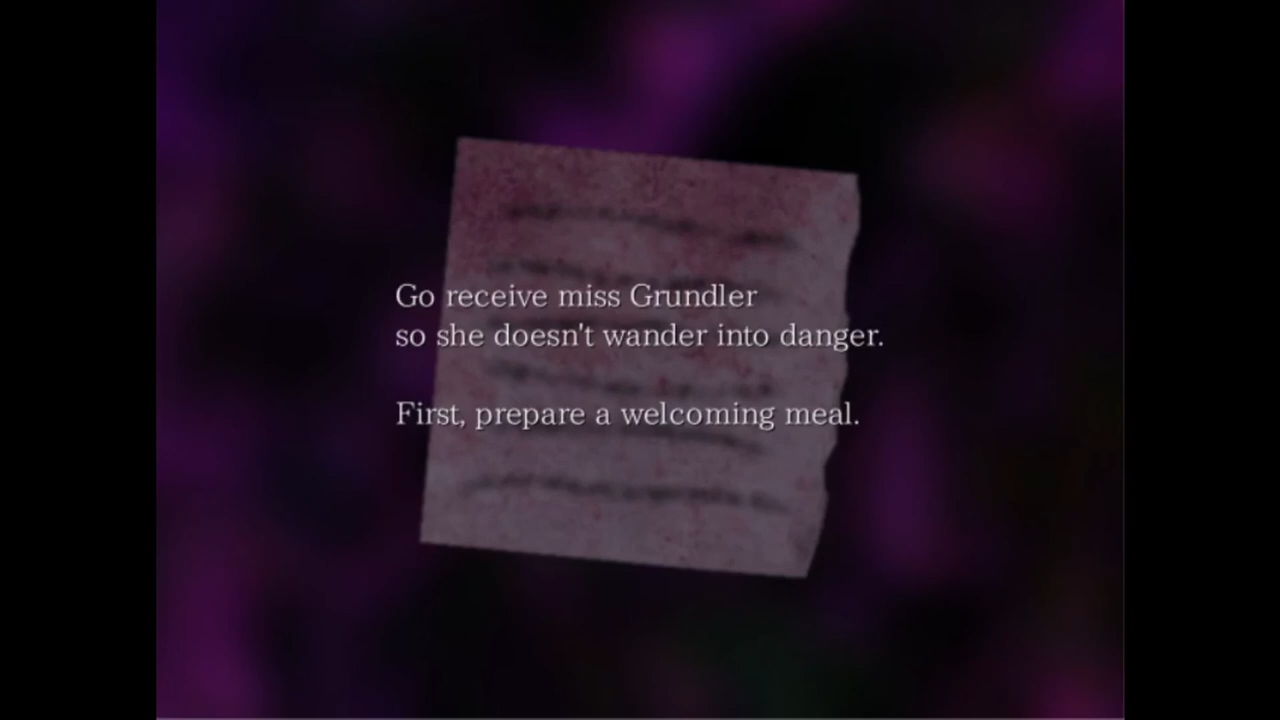 Go receive miss Grundler
so she doesn't wander into danger.
First, prepare a welcoming meal.